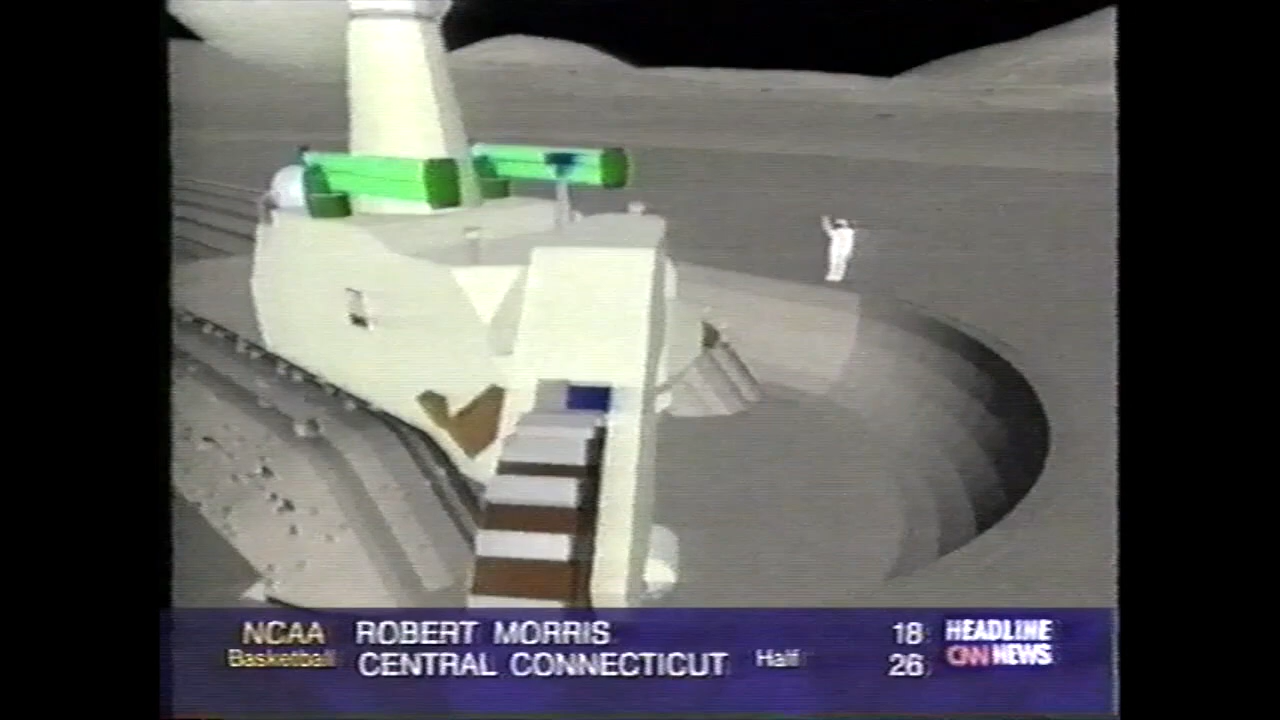 NCAA ROBERT MORRIS 18 HEADLINE
Basketball CENTRAL CONNECTICUT Half 26 CNN NEWS